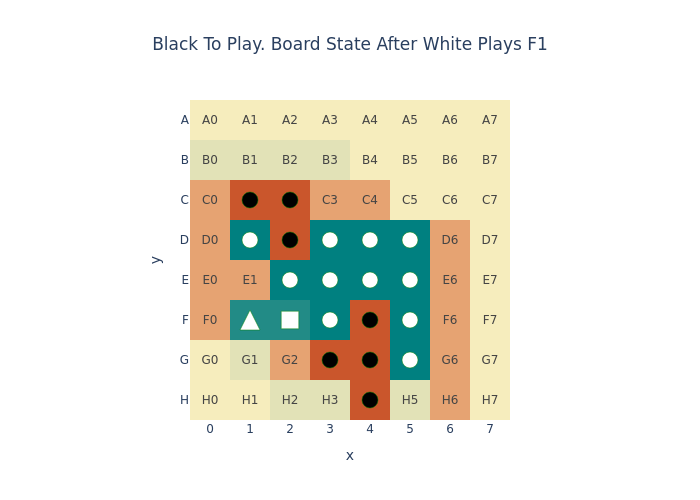 Black To Play. Board State After White Plays F1
A A0 A1 A2 A3 A4 A5 A6 A7
B B0 B1 B2 B3 B4 B5 B6 B7
C C0 C3 C4 C5 C6 C7
D D0 D6 D7
E E0 E1 E6 E7
F F0 F6 F7
G G0 G1 G2 G6 G7
H H0 H1 H2 H3 H5 H6 H7
0 1 2 3 4 5 6 7
x
y